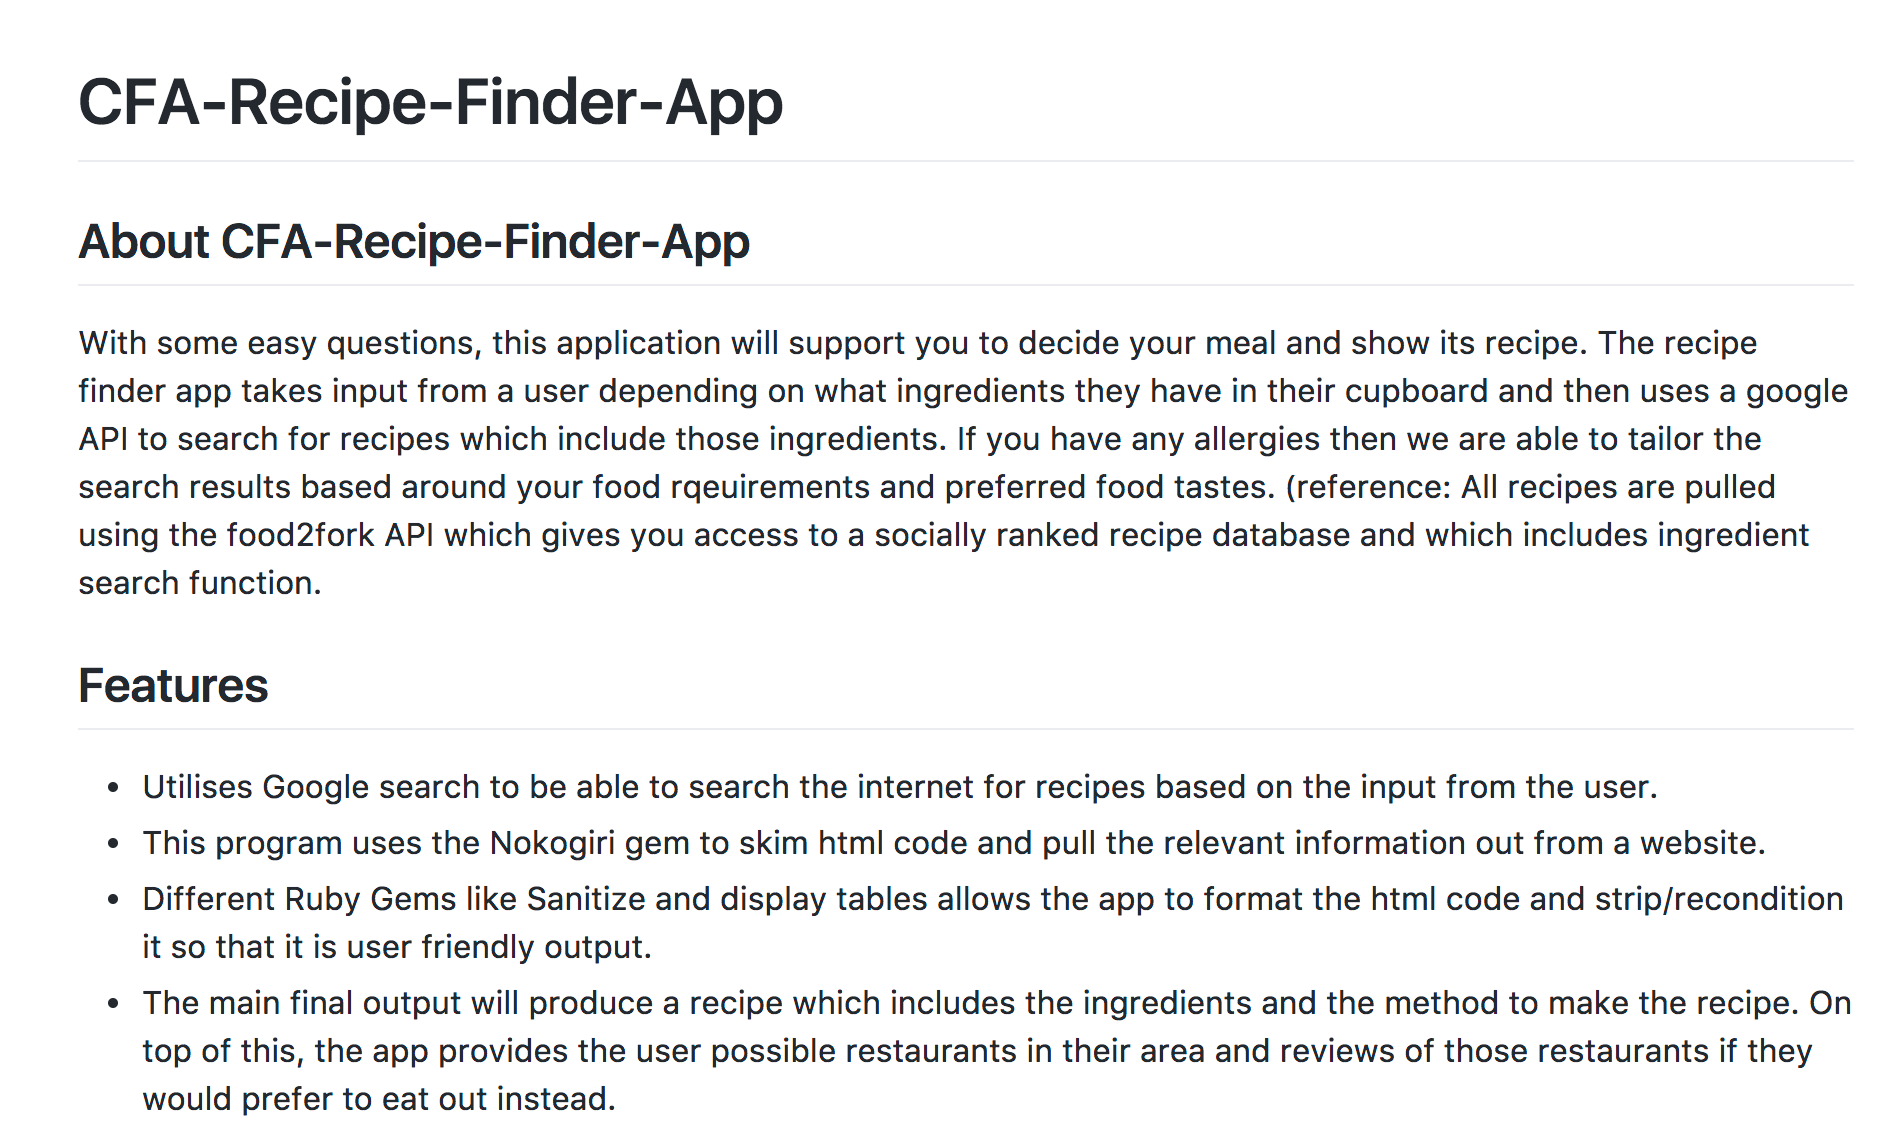 CFA-Recipe-Finder-App
About CFA-Recipe-Finder-App
With some easy questions, this application will support you to decide your meal and show its recipe. The recipe
finder app takes input from a user depending on what ingredients they have in their cupboard and then uses a google
API to search for recipes which include those ingredients. If you have any allergies then we are able to tailor the
search results based around your food rqeuirements and preferred food tastes. (reference: All recipes are pulled
using the food2fork API which gives you access to a socially ranked recipe database and which includes ingredient
search function.
Features
• Utilises Google search to be able to search the internet for recipes based on the input from the user.
• This program uses the Nokogiri gem to skim html code and pull the relevant information out from a website.
• Different Ruby Gems like Sanitize and display tables allows the app to format the html code and strip/recondition
it so that it is user friendly output.
• The main final output will produce a recipe which includes the ingredients and the method to make the recipe. On
top of this, the app provides the user possible restaurants in their area and reviews of those restaurants if they
would prefer to eat out instead.